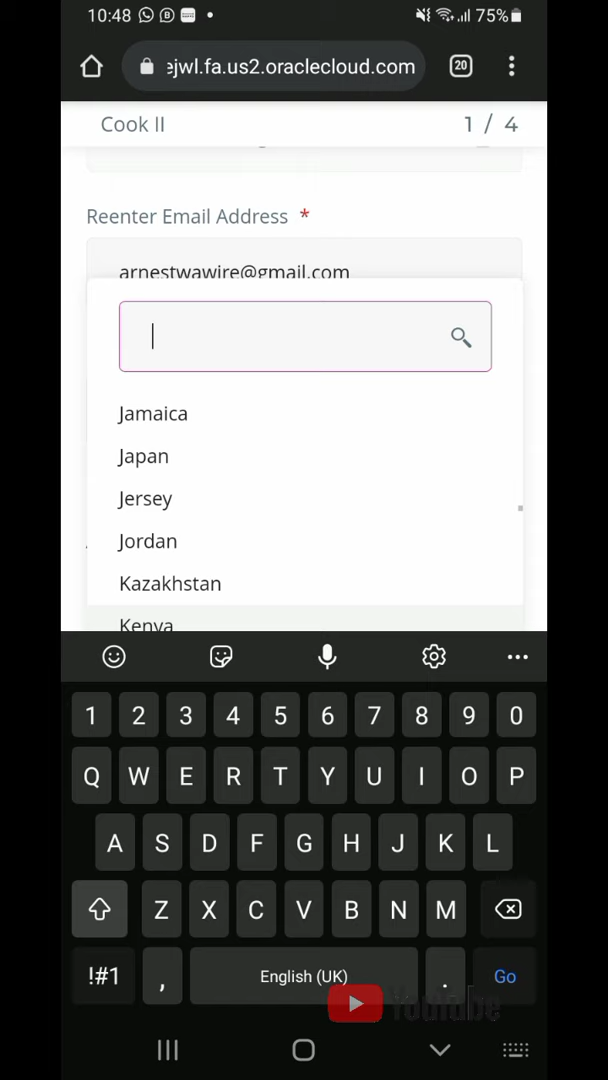 10:48 75%
ejwl.fa.us2.oraclecloud.com 20
Cook II 1 / 4
Reenter Email Address *
arnestwawire@gmail.com
Jamaica
Japan
Jersey
Jordan
Kazakhstan
Kenya
1 2 3 4 5 6 7 8 9 0
Q W E R T Y U I O P
A S D F G H J K L
Z X C V B N M
!#1 , English (UK) . Go
YouTube